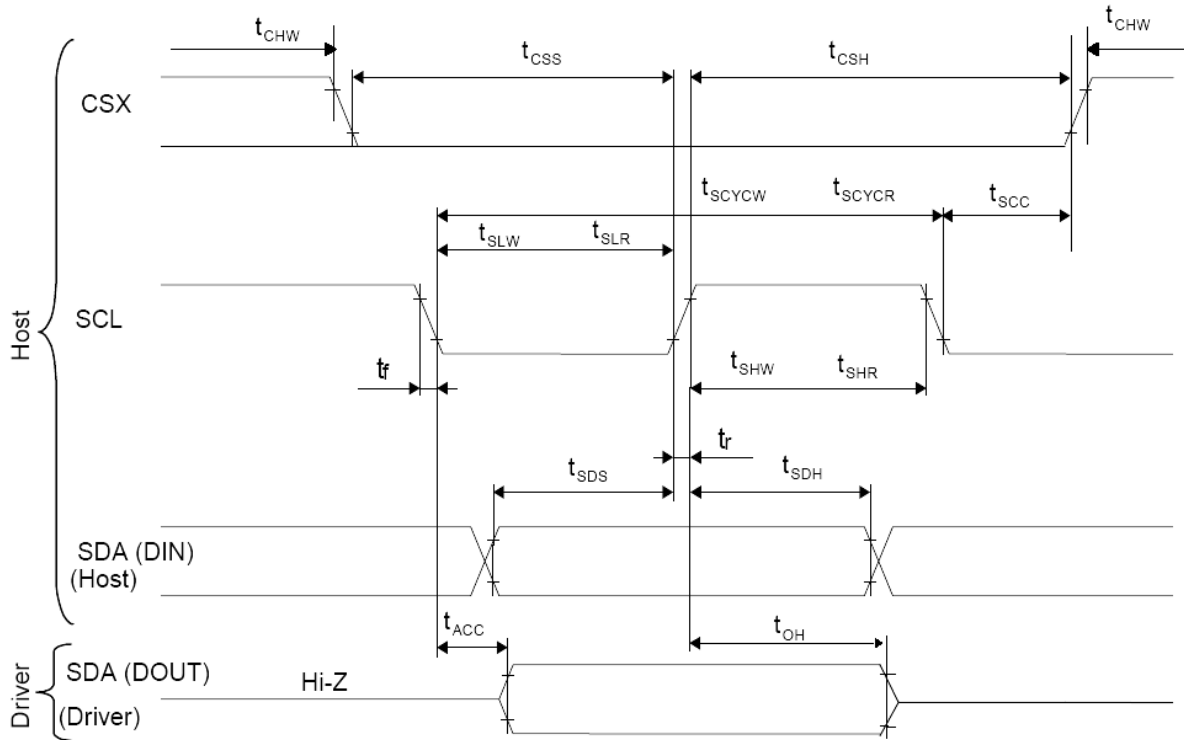 tCHW
tCHW
tCSS
tCSH
CSX
tSCYCW
tSCYCR
tSCC
tSLW
tSLR
Host
SCL
tf
tSHW
tSHR
tr
tSDS
tSDH
SDA (DIN)
(Host)
tACC
tOH
Driver
SDA (DOUT)
Hi-Z
(Driver)